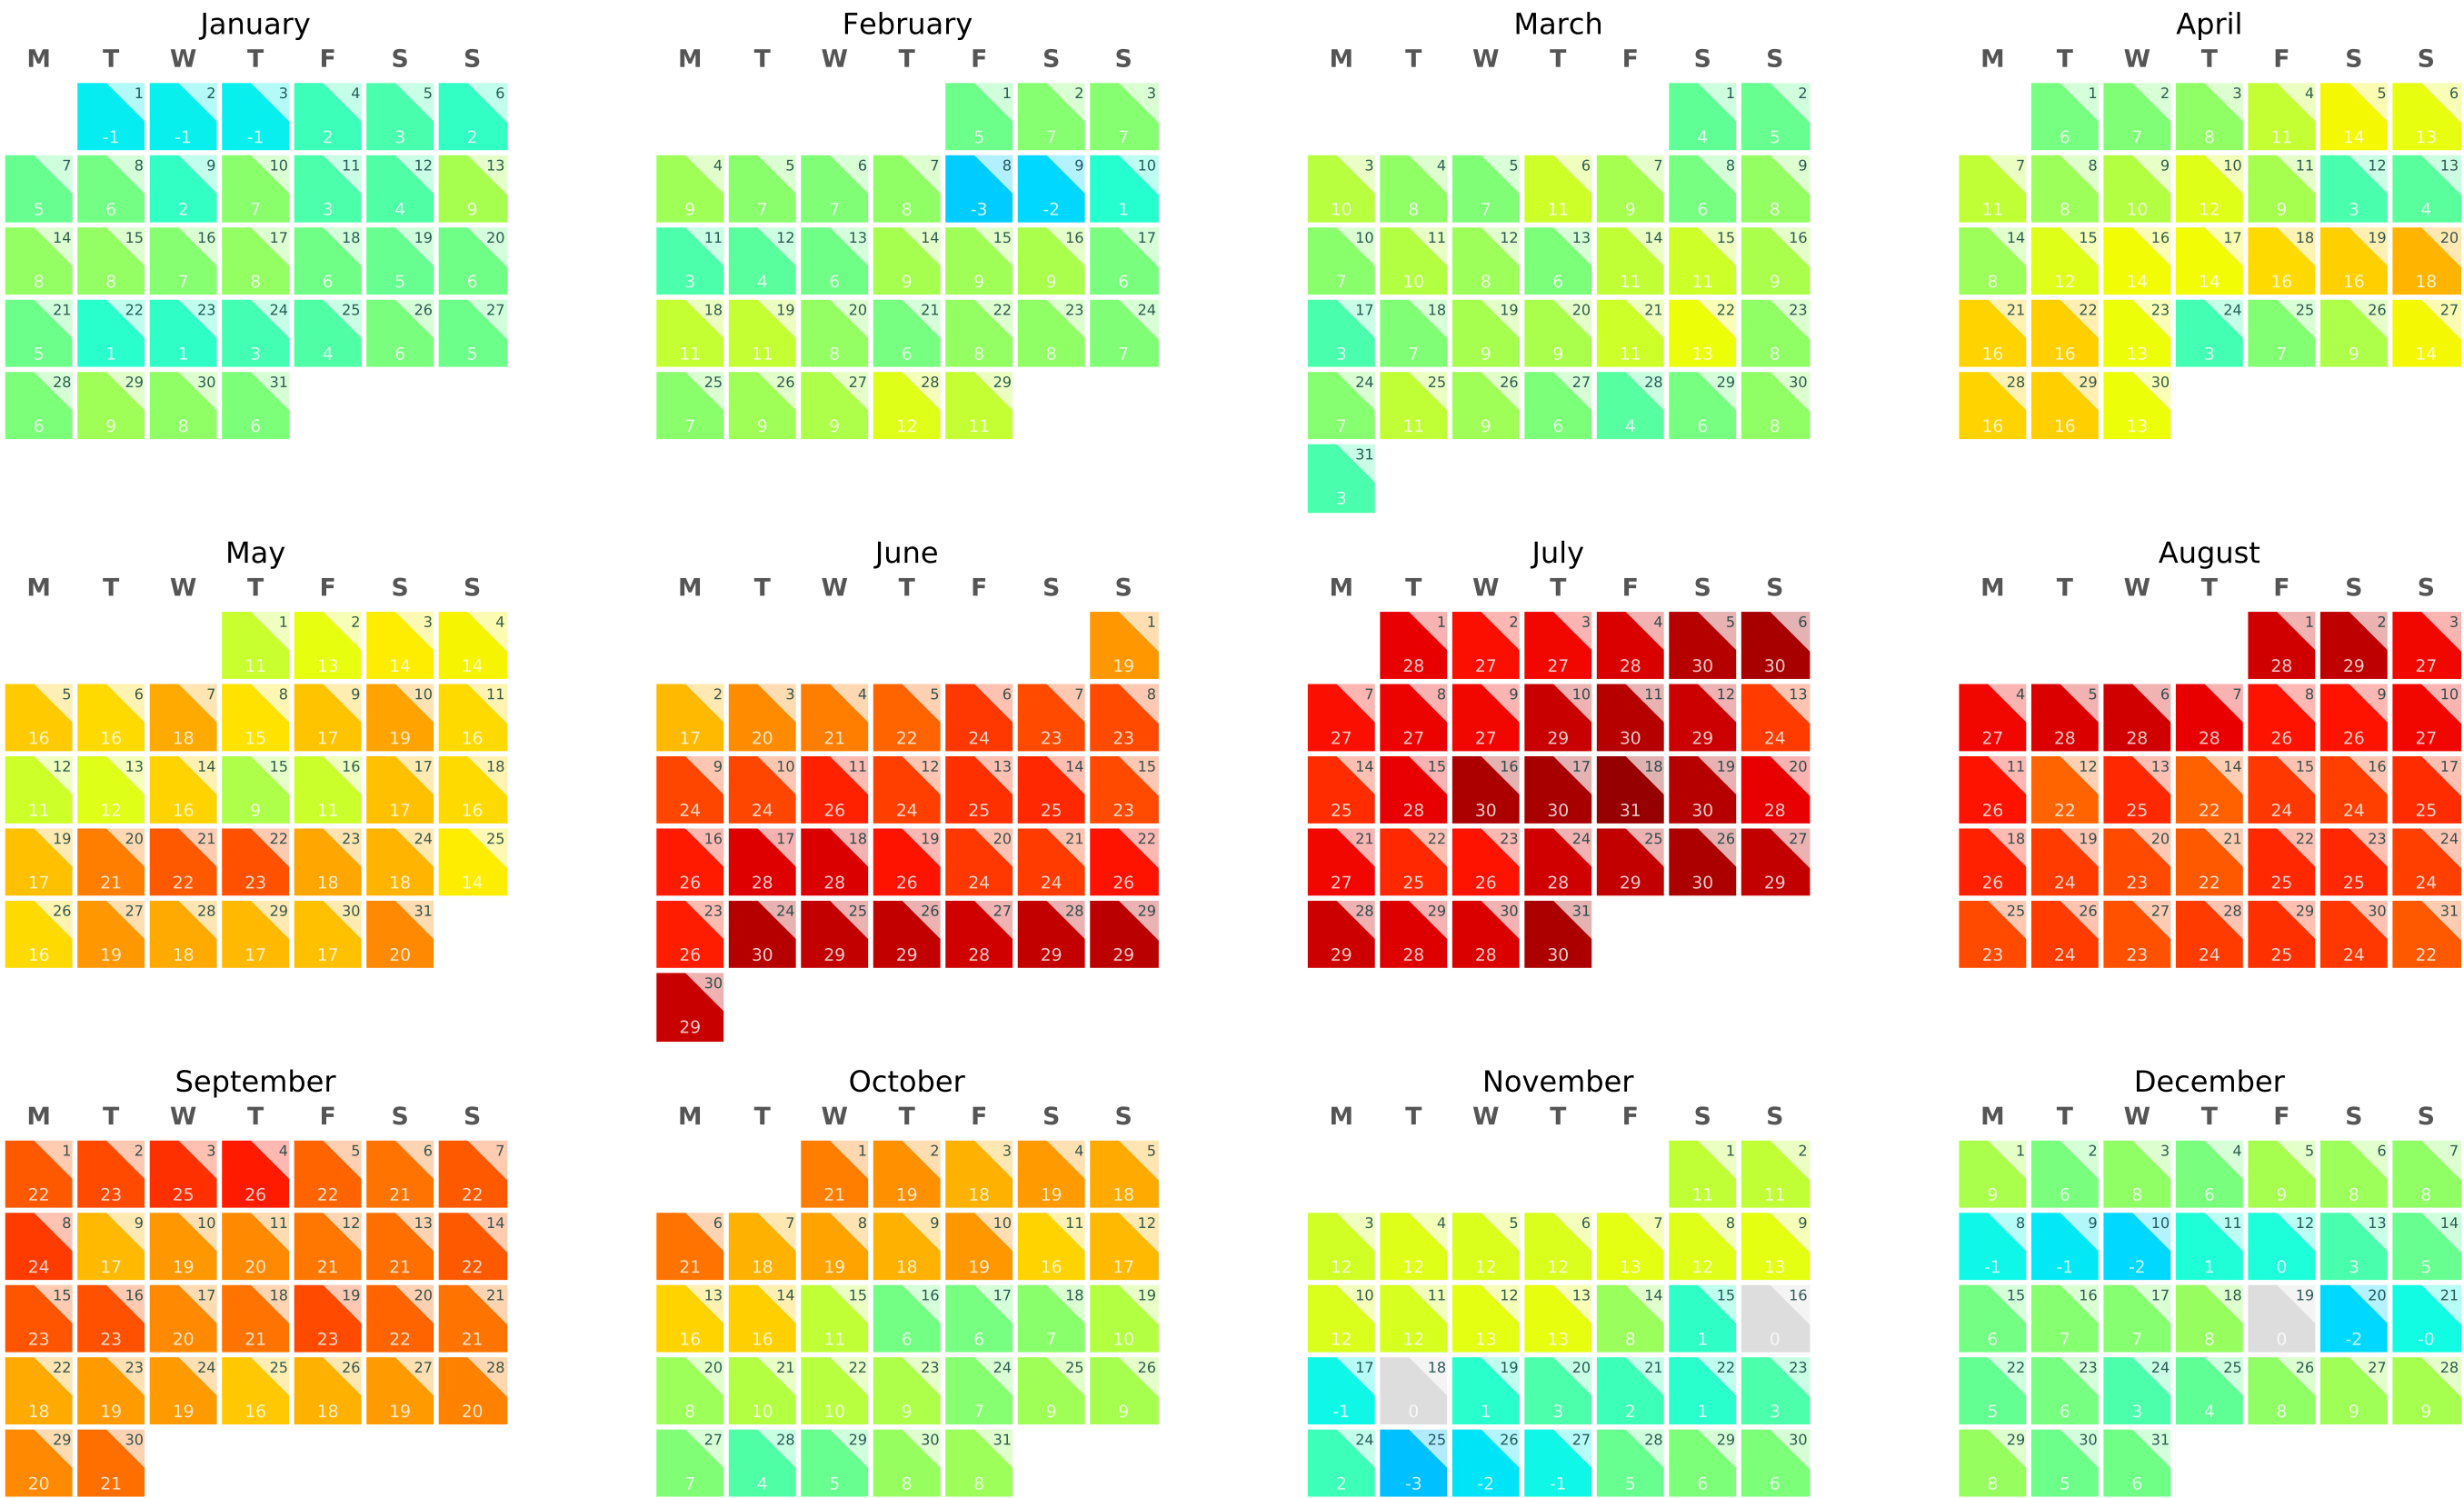 January February March April
M T W T F S S M T W T F S S M T W T F S S M T W T F S S
1 2 3 4 5 6 1 2 3 1 2 1 2 3 4 5 6
-1 -1 -1 2 3 2 5 7 7 4 5 6 7 8 11 14 13
7 8 9 10 11 12 13 4 5 6 7 8 9 10 3 4 5 6 7 8 9 7 8 9 10 11 12 13
5 6 2 7 3 4 9 9 7 7 8 -3 -2 1 10 8 7 11 9 6 8 11 8 10 12 9 3 4
14 15 16 17 18 19 20 11 12 13 14 15 16 17 10 11 12 13 14 15 16 14 15 16 17 18 19 20
8 8 7 8 6 5 6 3 4 6 9 9 9 6 7 10 8 6 11 11 9 8 12 14 14 16 16 18
21 22 23 24 25 26 27 18 19 20 21 22 23 24 17 18 19 20 21 22 23 21 22 23 24 25 26 27
5 1 1 3 4 6 5 11 11 8 6 8 8 7 3 7 9 9 11 13 8 16 16 13 3 7 9 14
28 29 30 31 25 26 27 28 29 24 25 26 27 28 29 30 28 29 30
6 9 8 6 7 9 9 12 11 7 11 9 6 4 6 8 16 16 13
31
3
May June July August
M T W T F S S M T W T F S S M T W T F S S M T W T F S S
1 2 3 4 1 1 2 3 4 5 6 1 2 3
11 13 14 14 19 28 27 27 28 30 30 28 29 27
5 6 7 8 9 10 11 2 3 4 5 6 7 8 7 8 9 10 11 12 13 4 5 6 7 8 9 10
16 16 18 15 17 19 16 17 20 21 22 24 23 23 27 27 27 29 30 29 24 27 28 28 28 26 26 27
12 13 14 15 16 17 18 9 10 11 12 13 14 15 14 15 16 17 18 19 20 11 12 13 14 15 16 17
11 12 16 9 11 17 16 24 24 26 24 25 25 23 25 28 30 30 31 30 28 26 22 25 22 24 24 25
19 20 21 22 23 24 25 16 17 18 19 20 21 22 21 22 23 24 25 26 27 18 19 20 21 22 23 24
17 21 22 23 18 18 14 26 28 28 26 24 24 26 27 25 26 28 29 30 29 26 24 23 22 25 25 24
26 27 28 29 30 31 23 24 25 26 27 28 29 28 29 30 31 25 26 27 28 29 30 31
16 19 18 17 17 20 26 30 29 29 28 29 29 29 28 28 30 23 24 23 24 25 24 22
30
29
September October November December
M T W T F S S M T W T F S S M T W T F S S M T W T F S S
1 2 3 4 5 6 7 1 2 3 4 5 1 2 1 2 3 4 5 6 7
22 23 25 26 22 21 22 21 19 18 19 18 11 11 9 6 8 6 9 8 8
8 9 10 11 12 13 14 6 7 8 9 10 11 12 3 4 5 6 7 8 9 8 9 10 11 12 13 14
24 17 19 20 21 21 22 21 18 19 18 19 16 17 12 12 12 12 13 12 13 -1 -1 -2 1 0 3 5
15 16 17 18 19 20 21 13 14 15 16 17 18 19 10 11 12 13 14 15 16 15 16 17 18 19 20 21
23 23 20 21 23 22 21 16 16 11 6 6 7 10 12 12 13 13 8 1 0 6 7 7 8 0 -2 -0
22 23 24 25 26 27 28 20 21 22 23 24 25 26 17 18 19 20 21 22 23 22 23 24 25 26 27 28
18 19 19 16 18 19 20 8 10 10 9 7 9 9 -1 0 1 3 2 1 3 5 6 3 4 8 9 9
29 30 27 28 29 30 31 24 25 26 27 28 29 30 29 30 31
20 21 7 4 5 8 8 2 -3 -2 -1 5 6 6 8 5 6